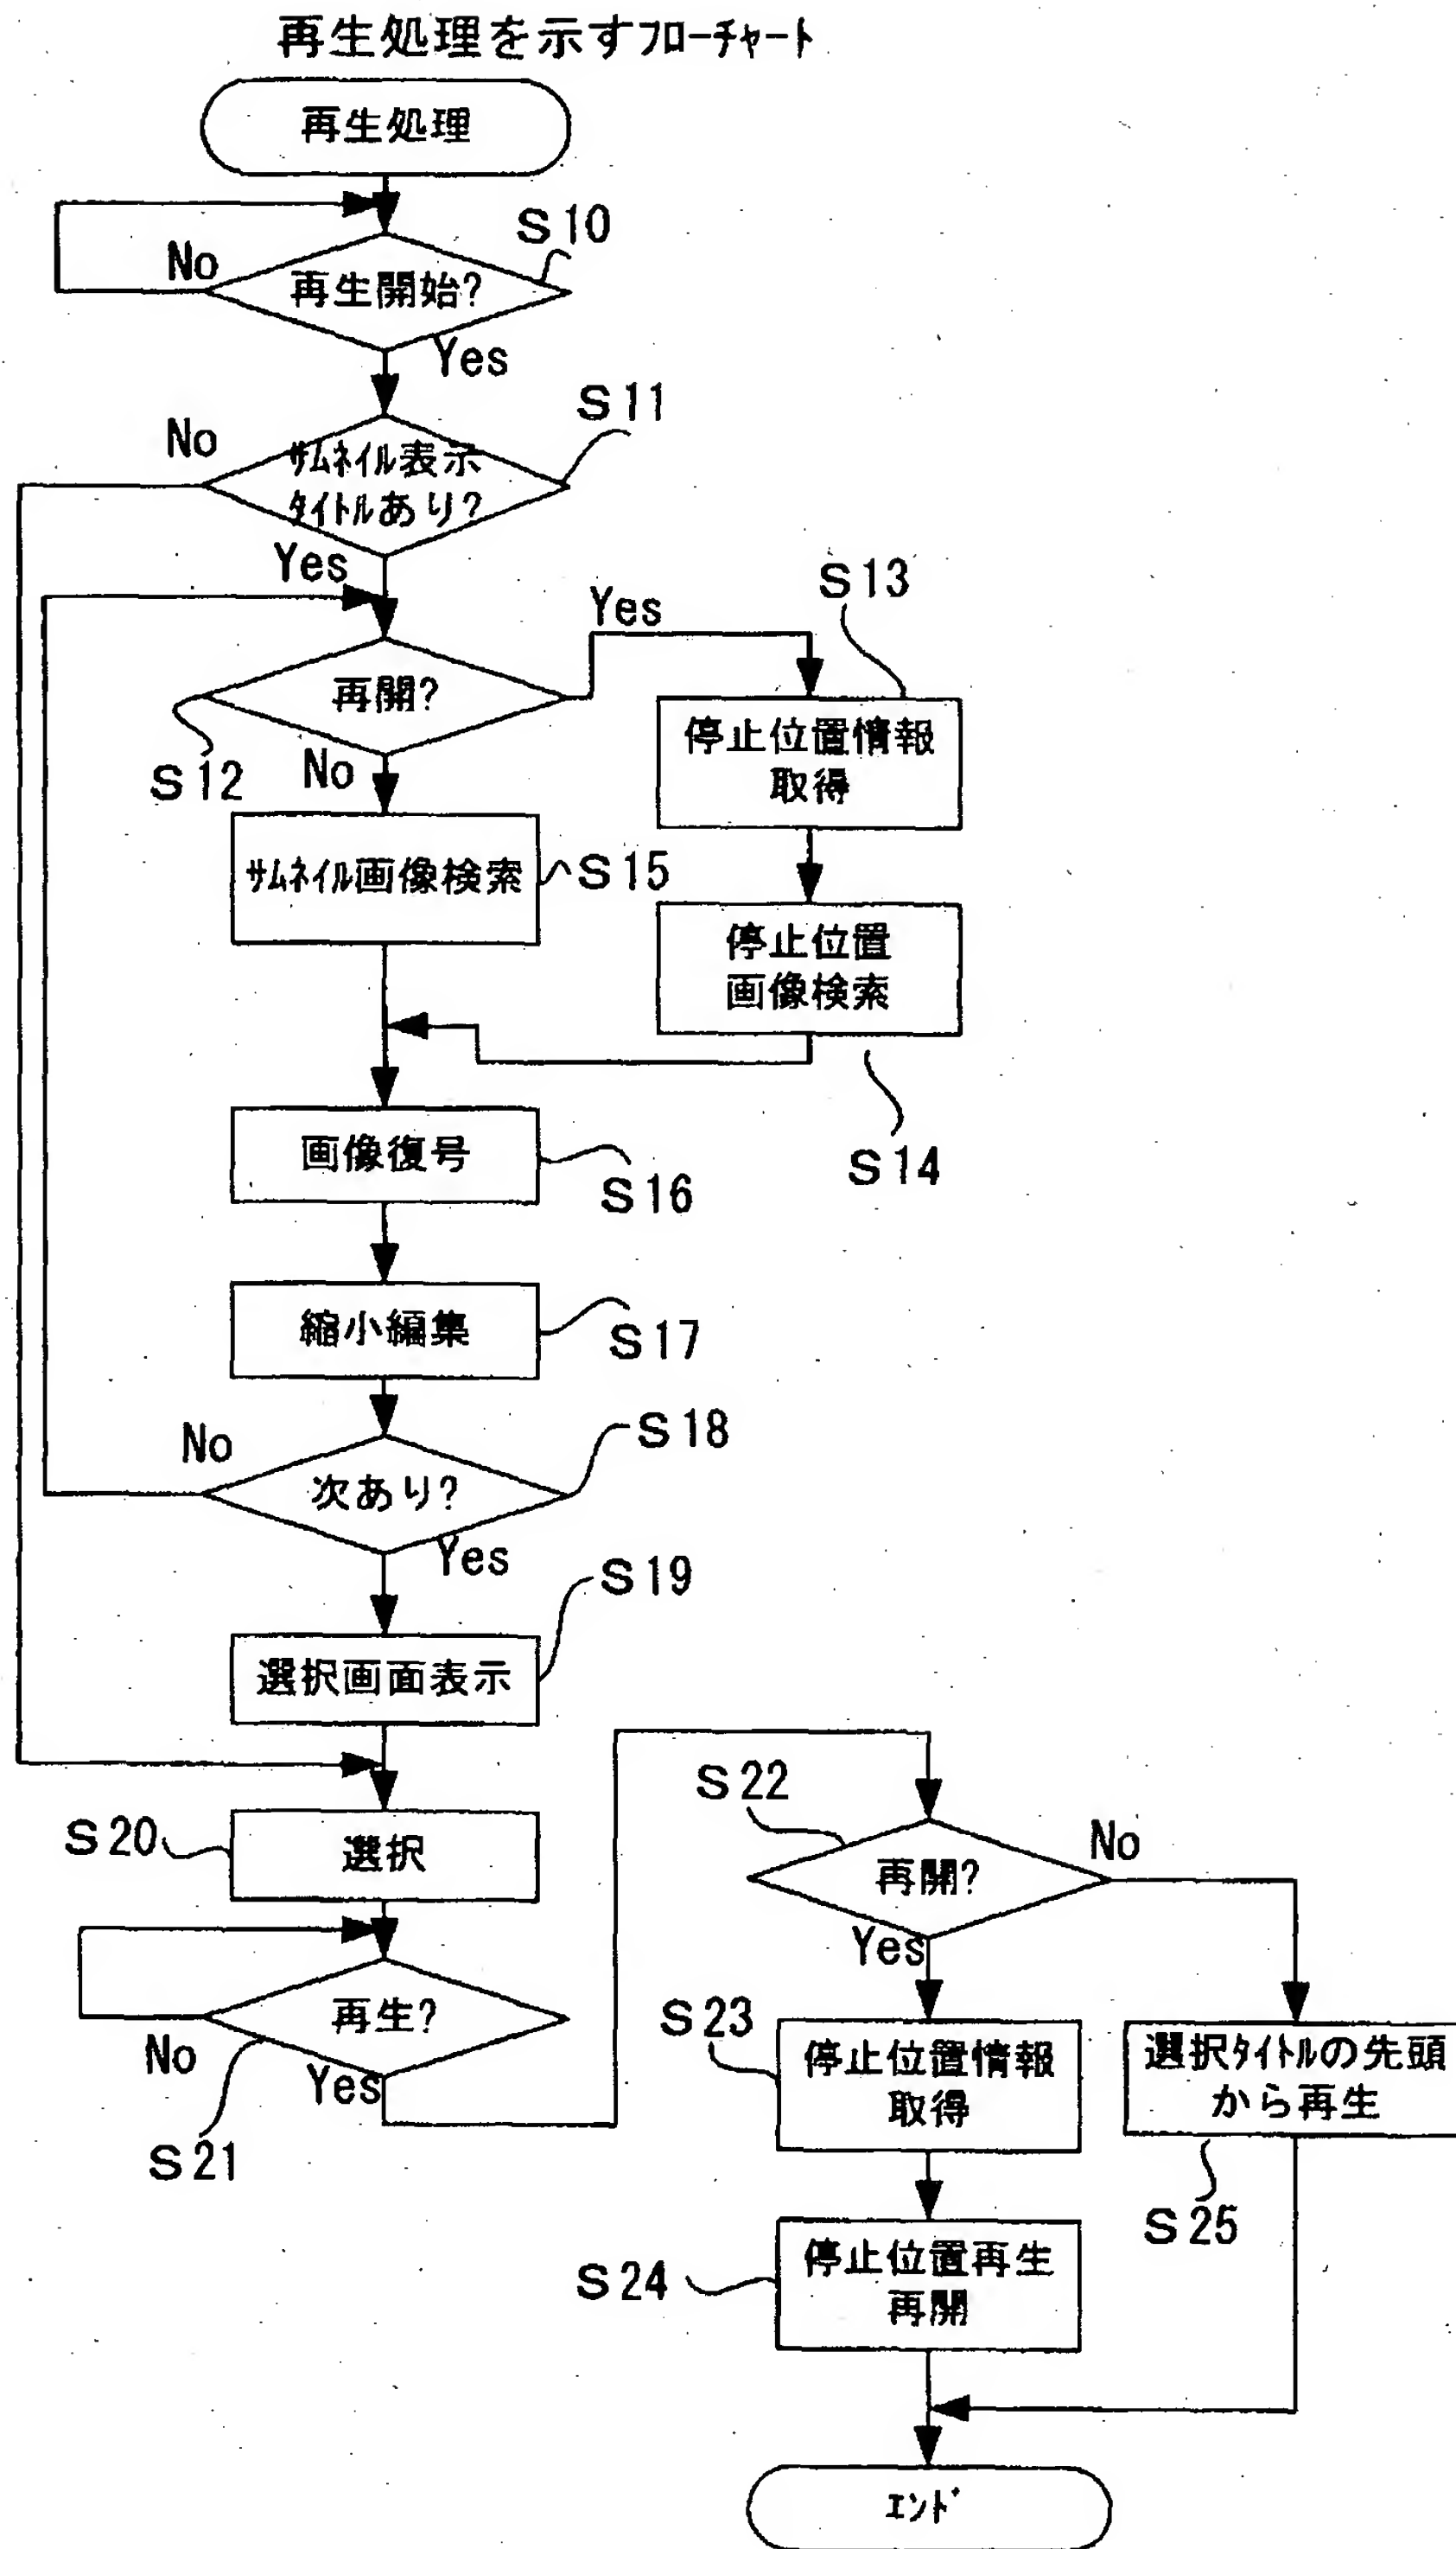 再生処理を示すﾌﾛｰﾁｬｰﾄ
再生処理
S10
No
再生開始?
Yes
S11
No
ｻﾑﾈｲﾙ表示
ﾀｲﾄﾙあり?
Yes
S13
Yes
再開?
停止位置情報
取得
S12
No
ｻﾑﾈｲﾙ画像検索
S15
停止位置
画像検索
画像復号
S14
S16
縮小編集
S17
S18
No
次あり?
Yes
S19
選択画面表示
S22
S20
選択
No
再開?
Yes
再生?
S23
No
Yes
停止位置情報
取得
選択ﾀｲﾄﾙの先頭
から再生
S21
S25
停止位置再生
再開
S24
ｴﾝﾄﾞ